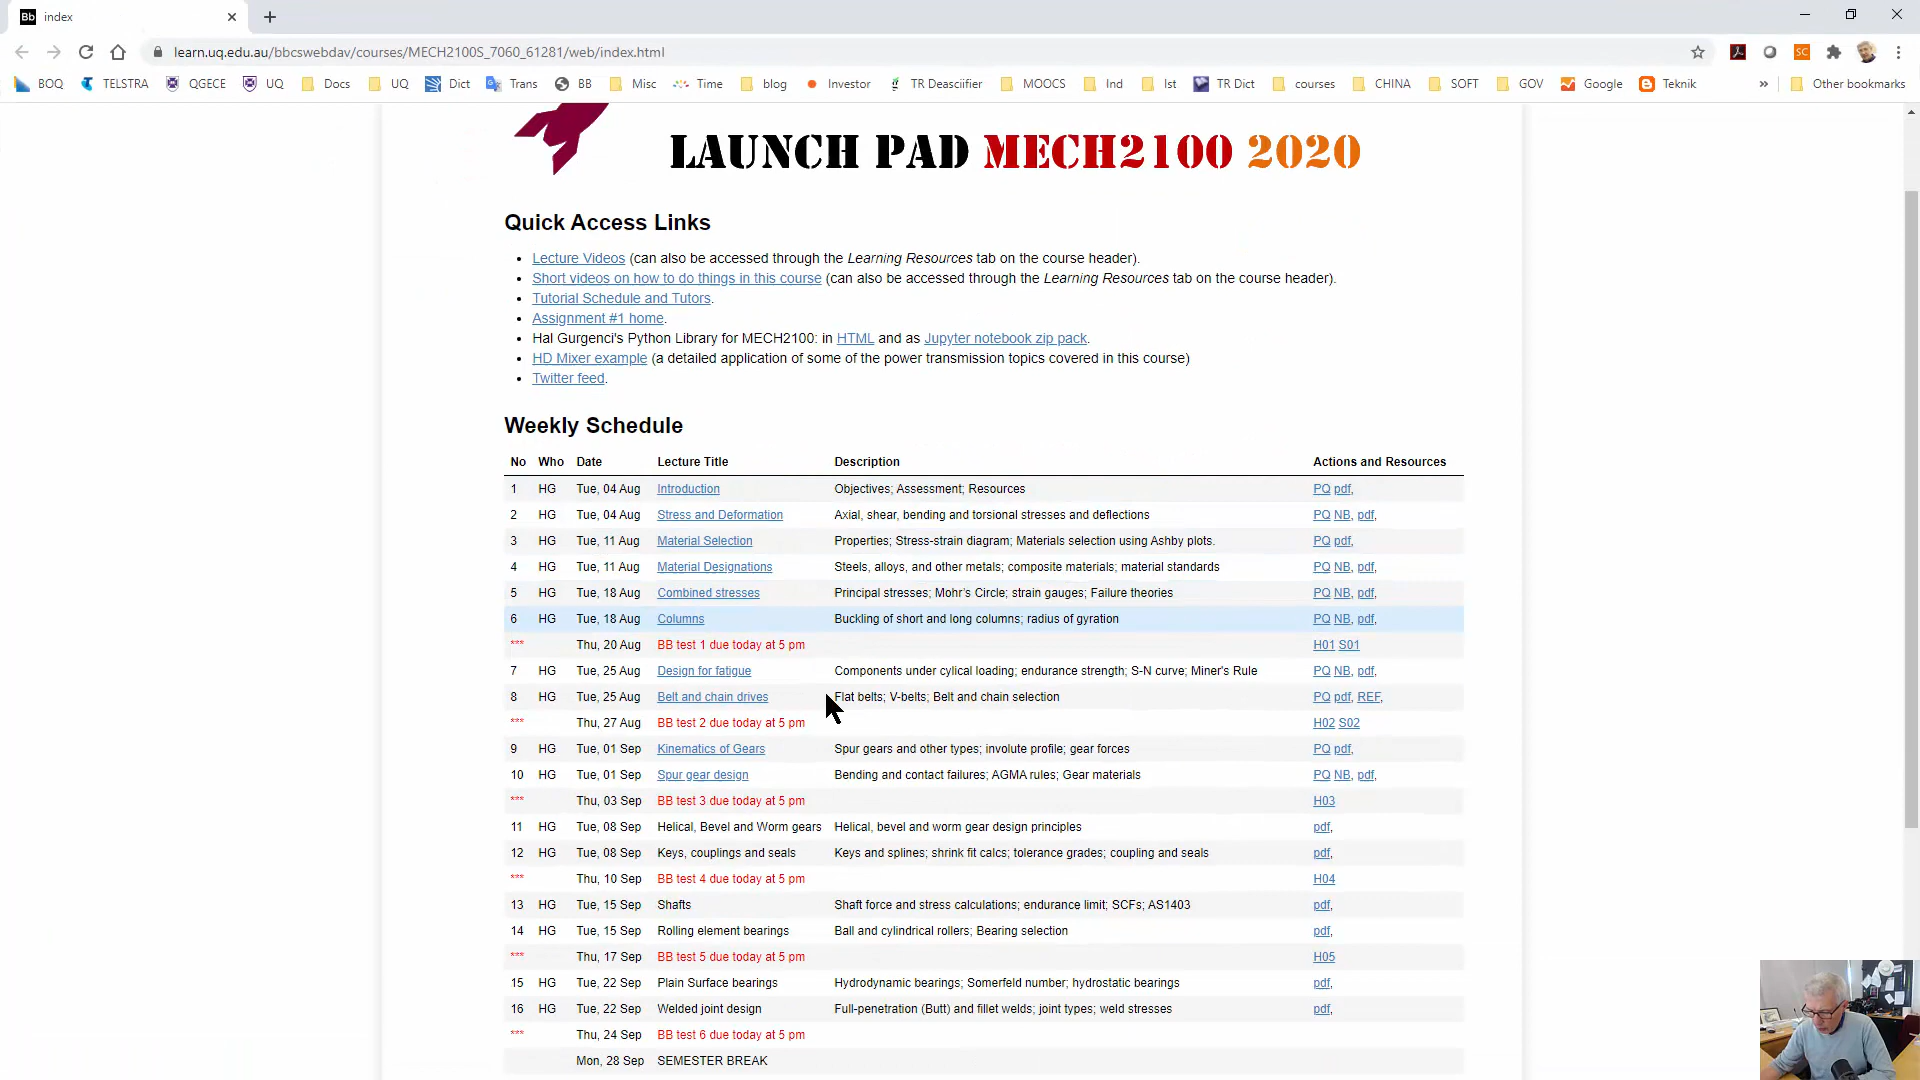 Bb index
learn.uq.edu.au/bbcswebdav/courses/MECH2100S_7060_61281/web/index.html
BOQ TELSTRA QGECE UQ Docs UQ Dict Trans BB Misc Time blog Investor TR Deasciifier MOOCS Ind Ist TR Dict courses CHINA SOFT GOV Google Teknik » Other bookmarks
LAUNCH PAD MECH2100 2020
Quick Access Links
• Lecture Videos (can also be accessed through the Learning Resources tab on the course header).
• Short videos on how to do things in this course (can also be accessed through the Learning Resources tab on the course header).
• Tutorial Schedule and Tutors.
• Assignment #1 home.
• Hal Gurgenci's Python Library for MECH2100: in HTML and as Jupyter notebook zip pack.
• HD Mixer example (a detailed application of some of the power transmission topics covered in this course)
• Twitter feed.
Weekly Schedule
No Who Date Lecture Title Description Actions and Resources
1 HG Tue, 04 Aug Introduction Objectives; Assessment; Resources PQ pdf,
2 HG Tue, 04 Aug Stress and Deformation Axial, shear, bending and torsional stresses and deflections PQ NB, pdf,
3 HG Tue, 11 Aug Material Selection Properties; Stress-strain diagram; Materials selection using Ashby plots. PQ pdf,
4 HG Tue, 11 Aug Material Designations Steels, alloys, and other metals; composite materials; material standards PQ NB, pdf,
5 HG Tue, 18 Aug Combined stresses Principal stresses; Mohr's Circle; strain gauges; Failure theories PQ NB, pdf,
6 HG Tue, 18 Aug Columns Buckling of short and long columns; radius of gyration PQ NB, pdf,
*** Thu, 20 Aug BB test 1 due today at 5 pm H01 S01
7 HG Tue, 25 Aug Design for fatigue Components under cylical loading; endurance strength; S-N curve; Miner's Rule PQ NB, pdf,
8 HG Tue, 25 Aug Belt and chain drives Flat belts; V-belts; Belt and chain selection PQ pdf, REF,
*** Thu, 27 Aug BB test 2 due today at 5 pm H02 S02
9 HG Tue, 01 Sep Kinematics of Gears Spur gears and other types; involute profile; gear forces PQ pdf,
10 HG Tue, 01 Sep Spur gear design Bending and contact failures; AGMA rules; Gear materials PQ NB, pdf,
*** Thu, 03 Sep BB test 3 due today at 5 pm H03
11 HG Tue, 08 Sep Helical, Bevel and Worm gears Helical, bevel and worm gear design principles pdf,
12 HG Tue, 08 Sep Keys, couplings and seals Keys and splines; shrink fit calcs; tolerance grades; coupling and seals pdf,
*** Thu, 10 Sep BB test 4 due today at 5 pm H04
13 HG Tue, 15 Sep Shafts Shaft force and stress calculations; endurance limit; SCFs; AS1403 pdf,
14 HG Tue, 15 Sep Rolling element bearings Ball and cylindrical rollers; Bearing selection pdf,
*** Thu, 17 Sep BB test 5 due today at 5 pm H05
15 HG Tue, 22 Sep Plain Surface bearings Hydrodynamic bearings; Somerfeld number; hydrostatic bearings pdf,
16 HG Tue, 22 Sep Welded joint design Full-penetration (Butt) and fillet welds; joint types; weld stresses pdf,
*** Thu, 24 Sep BB test 6 due today at 5 pm
Mon, 28 Sep SEMESTER BREAK